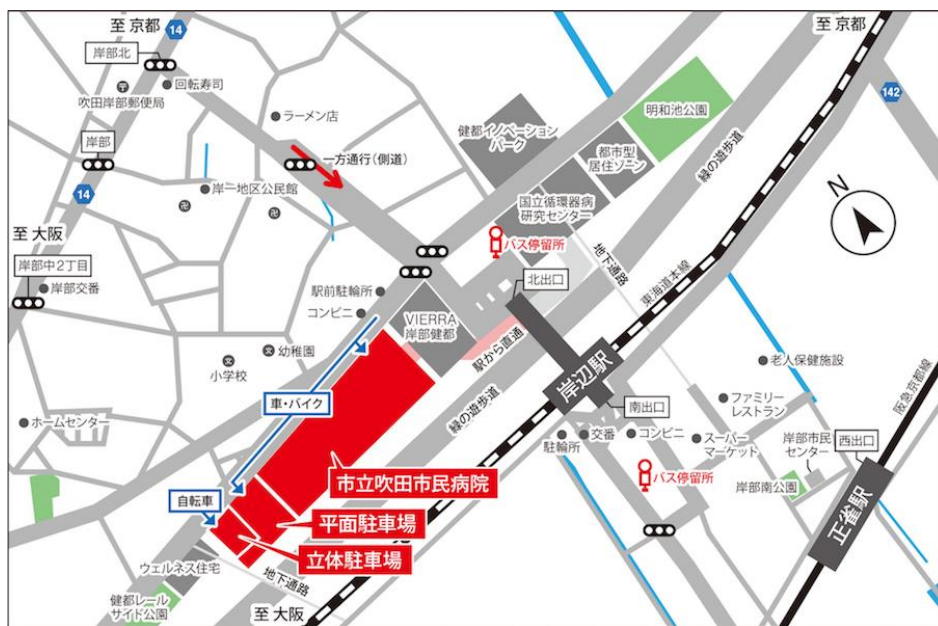 至 京都
14
岸部北
回転寿司
吹田岸部郵便局
ラーメン店
岸部
一方通行(側道)
14
岸一地区公民館
至 大阪
岸部中2丁目
岸部交番
駅前駐輪所
コンビニ
幼稚園
小学校
車・バイク
ホームセンター
自転車
ウェルネス住宅
健都レール
サイド公園
健都イノベーション
パーク
明和池公園
都市型
居住ゾーン
国立循環器病
研究センター
バス停留所
緑の遊歩道
地下通路
北出口
VIERRA
岸部健都
駅から直通
緑の遊歩道
東海道本線
岸辺駅
南出口
駐輪所
交番
コンビニ
バス停留所
スーパー
マーケット
ファミリー
レストラン
老人保健施設
岸部市民
センター
岸部南公園
西出口
正雀駅
阪急京都線
至 京都
142
N
市立吹田市民病院
平面駐車場
立体駐車場
地下通路
至 大阪